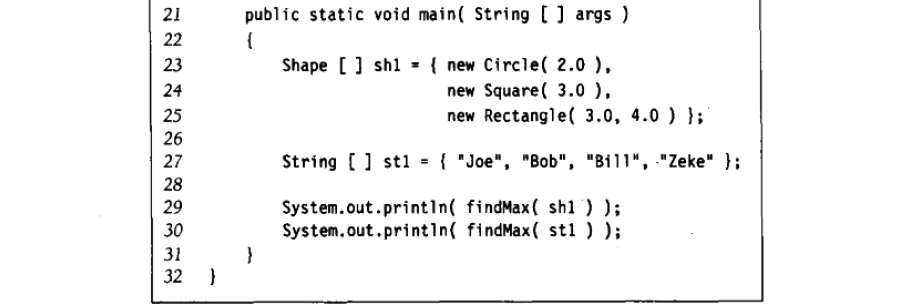 21 public static void main( String [ ] args )
22 {
23 Shape [ ] sh1 = { new Circle( 2.0 ),
24 new Square( 3.0 ),
25 new Rectangle( 3.0, 4.0 ) };
26
27 String [ ] st1 = { "Joe", "Bob", "Bill", "Zeke" };
28
29 System.out.println( findMax( sh1 ) );
30 System.out.println( findMax( st1 ) );
31 }
32 }